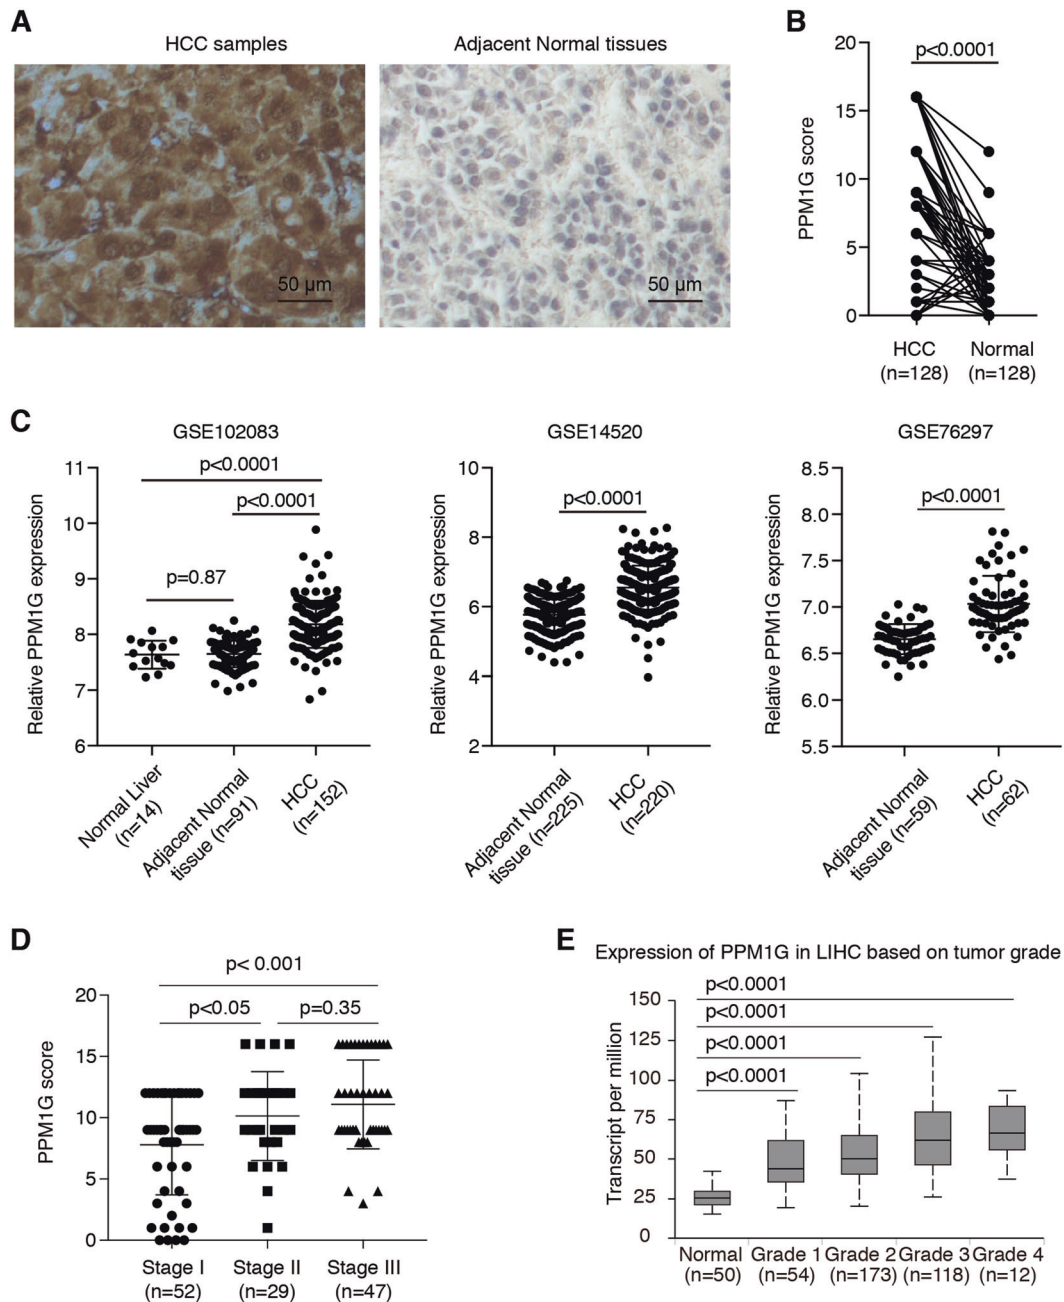 A
HCC samples
Adjacent Normal tissues
50 µm
50 µm
B
p<0.0001
PPM1G score
20
15
10
5
0
HCC
(n=128)
Normal
(n=128)
C
GSE102083
Relative PPM1G expression
11
10
9
8
7
6
p<0.0001
p<0.0001
p=0.87
Normal Liver
(n=14)
Adjacent Normal
tissue (n=91)
HCC
(n=152)
GSE14520
Relative PPM1G expression
10
8
6
4
2
p<0.0001
Adjacent Normal
tissue (n=225)
HCC
(n=220)
GSE76297
Relative PPM1G expression
8.5
8.0
7.5
7.0
6.5
6.0
5.5
p<0.0001
Adjacent Normal
tissue (n=59)
HCC
(n=62)
D
PPM1G score
20
15
10
5
0
p< 0.001
p<0.05
p=0.35
Stage I
(n=52)
Stage II
(n=29)
Stage III
(n=47)
E
Expression of PPM1G in LIHC based on tumor grade
Transcript per million
150
125
75
50
25
0
p<0.0001
p<0.0001
p<0.0001
p<0.0001
Normal
(n=50)
Grade 1
(n=54)
Grade 2
(n=173)
Grade 3
(n=118)
Grade 4
(n=12)